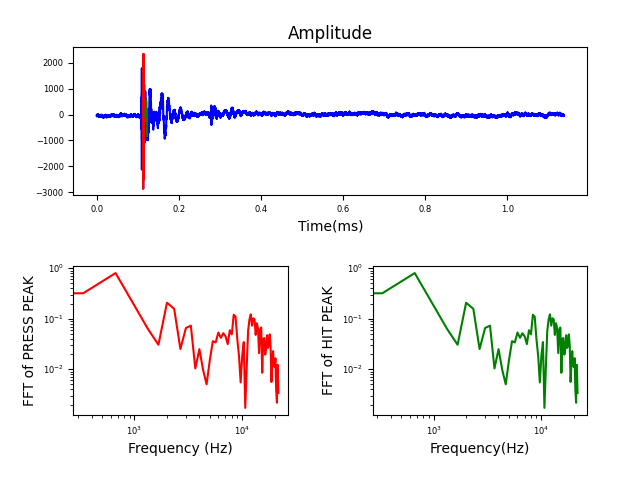 Amplitude
2000
1000
0
−1000
−2000
−3000
0.0 0.2 0.4 0.6 0.8 1.0
Time(ms)
FFT of PRESS PEAK
10⁰
10⁻¹
10⁻²
10³ 10⁴
Frequency (Hz)
FFT of HIT PEAK
10⁰
10⁻¹
10⁻²
10³ 10⁴
Frequency(Hz)